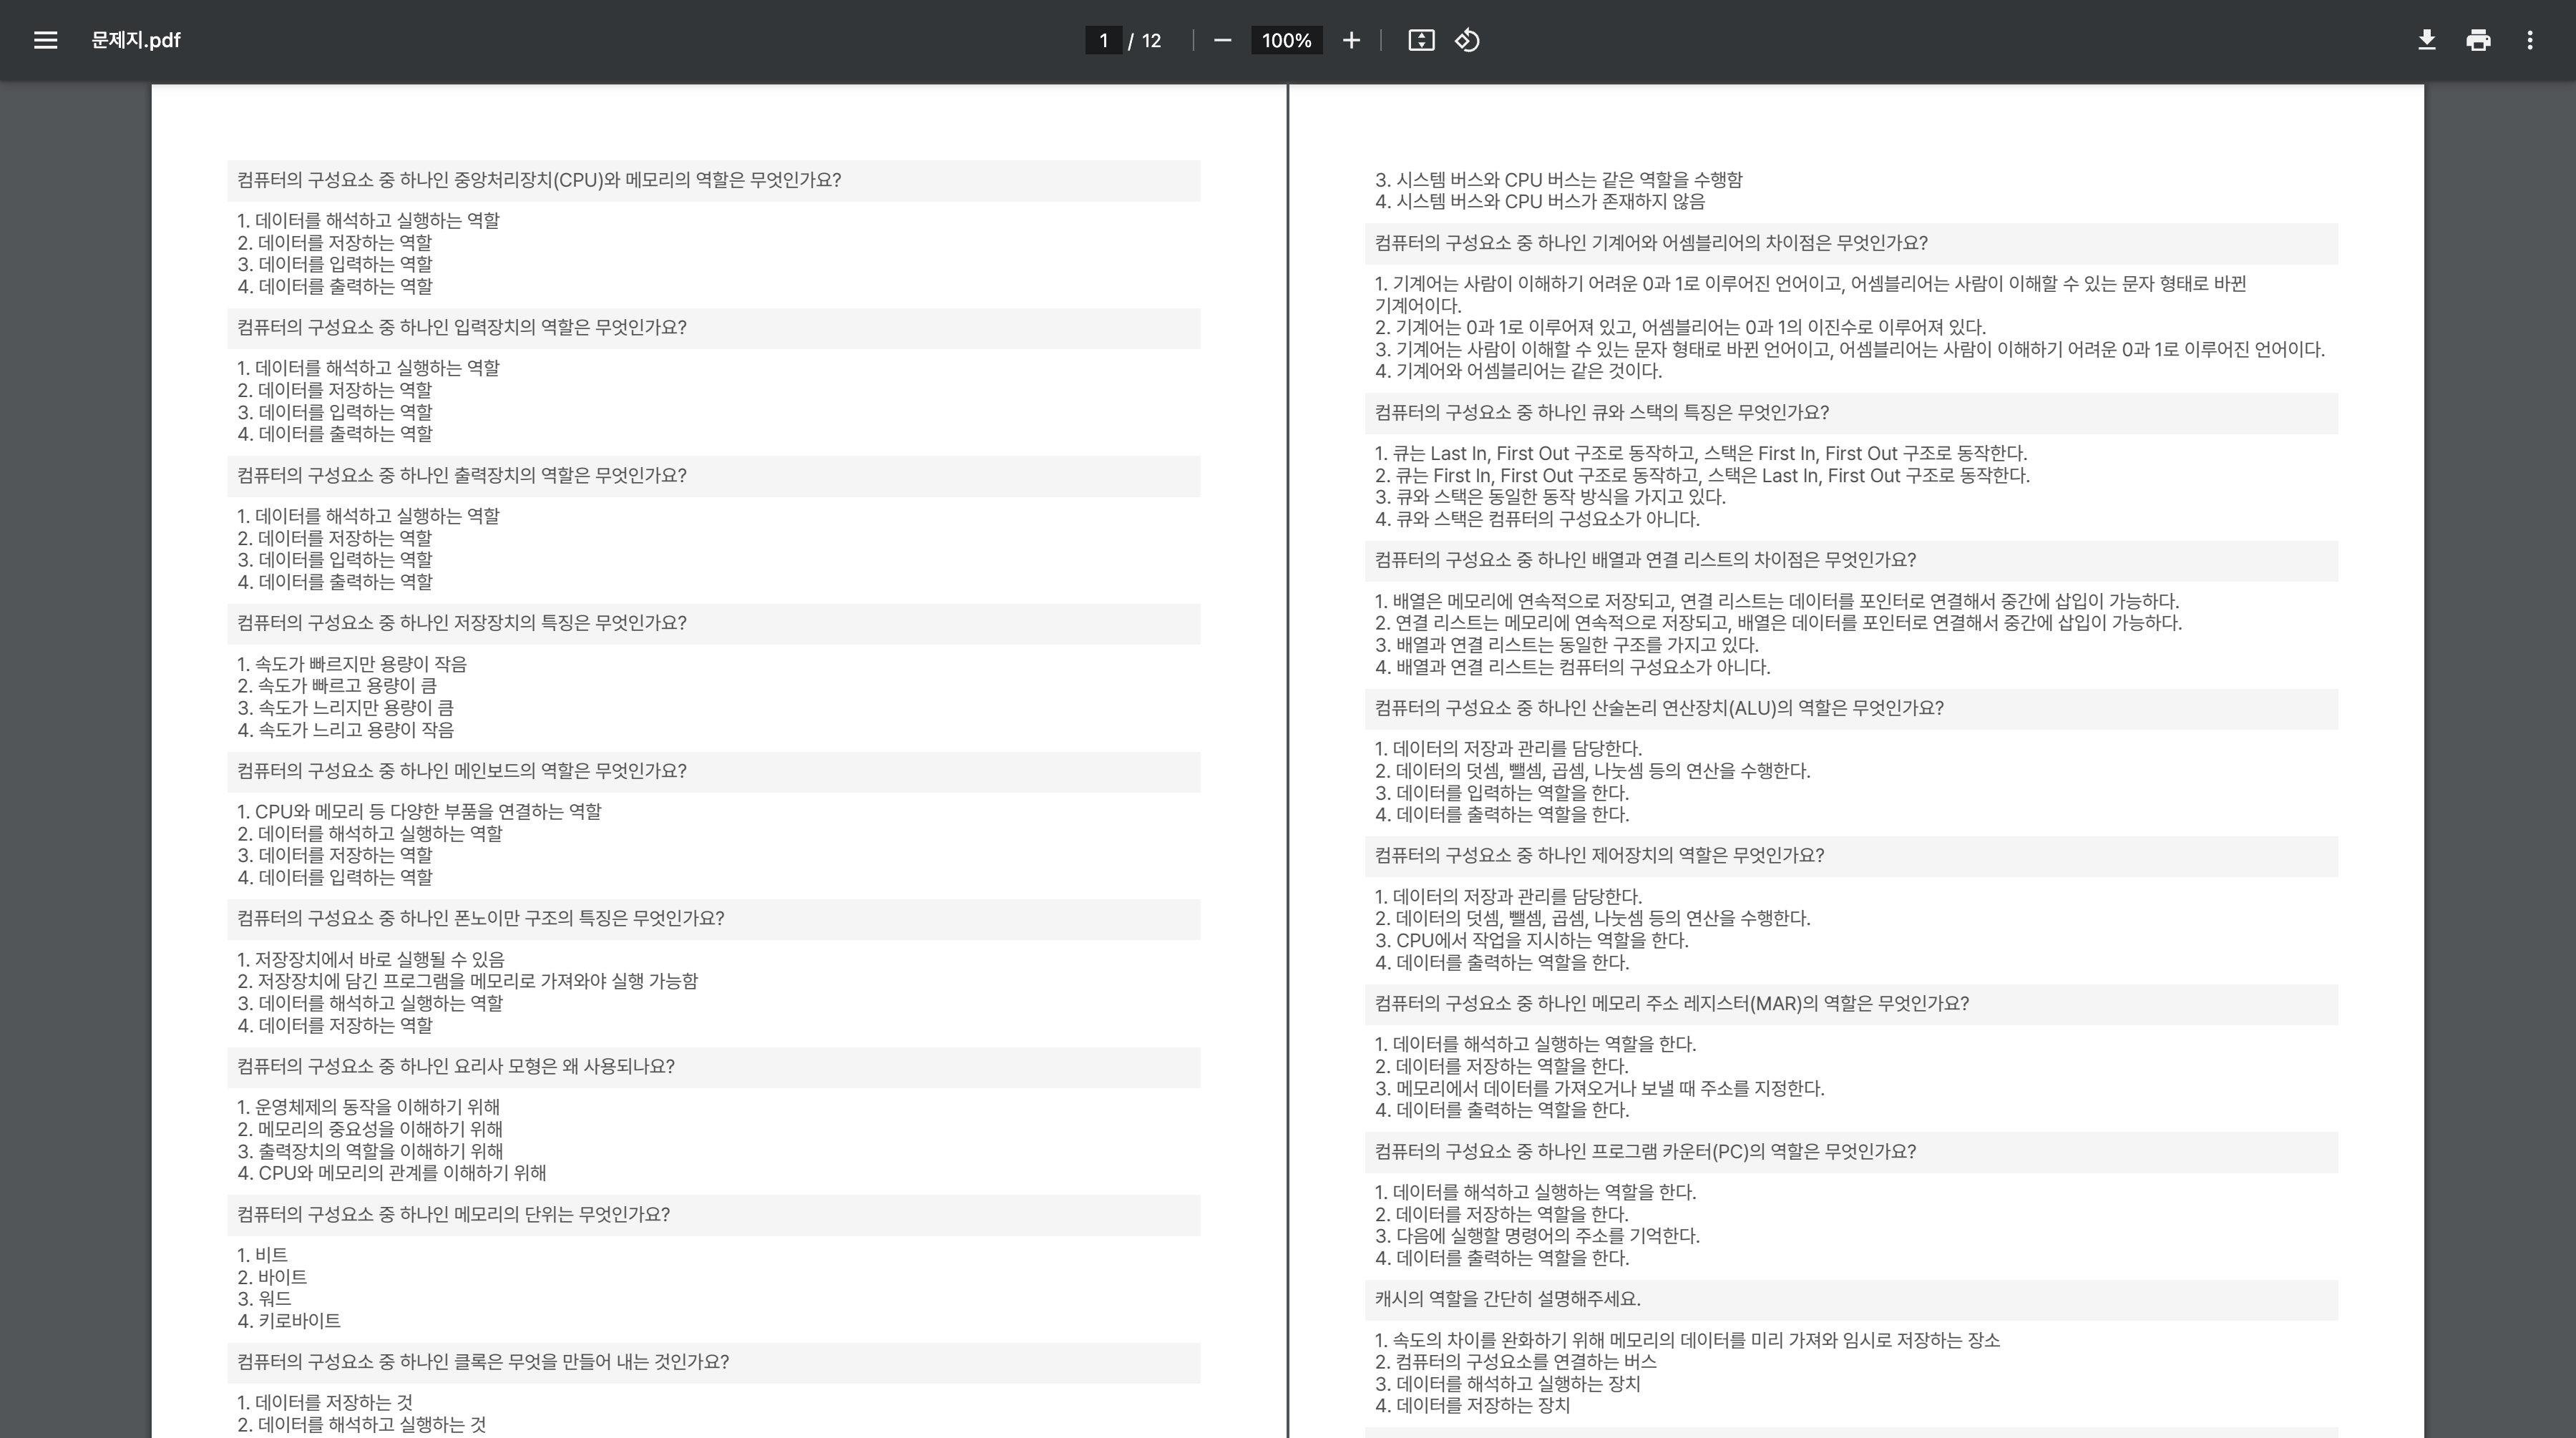 문제지.pdf
1 / 12
100%
컴퓨터의 구성요소 중 하나인 중앙처리장치(CPU)와 메모리의 역할은 무엇인가요?
1. 데이터를 해석하고 실행하는 역할
2. 데이터를 저장하는 역할
3. 데이터를 입력하는 역할
4. 데이터를 출력하는 역할
컴퓨터의 구성요소 중 하나인 입력장치의 역할은 무엇인가요?
1. 데이터를 해석하고 실행하는 역할
2. 데이터를 저장하는 역할
3. 데이터를 입력하는 역할
4. 데이터를 출력하는 역할
컴퓨터의 구성요소 중 하나인 출력장치의 역할은 무엇인가요?
1. 데이터를 해석하고 실행하는 역할
2. 데이터를 저장하는 역할
3. 데이터를 입력하는 역할
4. 데이터를 출력하는 역할
컴퓨터의 구성요소 중 하나인 저장장치의 특징은 무엇인가요?
1. 속도가 빠르지만 용량이 작음
2. 속도가 빠르고 용량이 큼
3. 속도가 느리지만 용량이 큼
4. 속도가 느리고 용량이 작음
컴퓨터의 구성요소 중 하나인 메인보드의 역할은 무엇인가요?
1. CPU와 메모리 등 다양한 부품을 연결하는 역할
2. 데이터를 해석하고 실행하는 역할
3. 데이터를 저장하는 역할
4. 데이터를 입력하는 역할
컴퓨터의 구성요소 중 하나인 폰노이만 구조의 특징은 무엇인가요?
1. 저장장치에서 바로 실행될 수 있음
2. 저장장치에 담긴 프로그램을 메모리로 가져와야 실행 가능함
3. 데이터를 해석하고 실행하는 역할
4. 데이터를 저장하는 역할
컴퓨터의 구성요소 중 하나인 요리사 모형은 왜 사용되나요?
1. 운영체제의 동작을 이해하기 위해
2. 메모리의 중요성을 이해하기 위해
3. 출력장치의 역할을 이해하기 위해
4. CPU와 메모리의 관계를 이해하기 위해
컴퓨터의 구성요소 중 하나인 메모리의 단위는 무엇인가요?
1. 비트
2. 바이트
3. 워드
4. 키로바이트
컴퓨터의 구성요소 중 하나인 클록은 무엇을 만들어 내는 것인가요?
1. 데이터를 저장하는 것
2. 데이터를 해석하고 실행하는 것
3. 시스템 버스와 CPU 버스는 같은 역할을 수행함
4. 시스템 버스와 CPU 버스가 존재하지 않음
컴퓨터의 구성요소 중 하나인 기계어와 어셈블리어의 차이점은 무엇인가요?
1. 기계어는 사람이 이해하기 어려운 0과 1로 이루어진 언어이고, 어셈블리어는 사람이 이해할 수 있는 문자 형태로 바뀐
기계어이다.
2. 기계어는 0과 1로 이루어져 있고, 어셈블리어는 0과 1의 이진수로 이루어져 있다.
3. 기계어는 사람이 이해할 수 있는 문자 형태로 바뀐 언어이고, 어셈블리어는 사람이 이해하기 어려운 0과 1로 이루어진 언어이다.
4. 기계어와 어셈블리어는 같은 것이다.
컴퓨터의 구성요소 중 하나인 큐와 스택의 특징은 무엇인가요?
1. 큐는 Last In, First Out 구조로 동작하고, 스택은 First In, First Out 구조로 동작한다.
2. 큐는 First In, First Out 구조로 동작하고, 스택은 Last In, First Out 구조로 동작한다.
3. 큐와 스택은 동일한 동작 방식을 가지고 있다.
4. 큐와 스택은 컴퓨터의 구성요소가 아니다.
컴퓨터의 구성요소 중 하나인 배열과 연결 리스트의 차이점은 무엇인가요?
1. 배열은 메모리에 연속적으로 저장되고, 연결 리스트는 데이터를 포인터로 연결해서 중간에 삽입이 가능하다.
2. 연결 리스트는 메모리에 연속적으로 저장되고, 배열은 데이터를 포인터로 연결해서 중간에 삽입이 가능하다.
3. 배열과 연결 리스트는 동일한 구조를 가지고 있다.
4. 배열과 연결 리스트는 컴퓨터의 구성요소가 아니다.
컴퓨터의 구성요소 중 하나인 산술논리 연산장치(ALU)의 역할은 무엇인가요?
1. 데이터의 저장과 관리를 담당한다.
2. 데이터의 덧셈, 뺄셈, 곱셈, 나눗셈 등의 연산을 수행한다.
3. 데이터를 입력하는 역할을 한다.
4. 데이터를 출력하는 역할을 한다.
컴퓨터의 구성요소 중 하나인 제어장치의 역할은 무엇인가요?
1. 데이터의 저장과 관리를 담당한다.
2. 데이터의 덧셈, 뺄셈, 곱셈, 나눗셈 등의 연산을 수행한다.
3. CPU에서 작업을 지시하는 역할을 한다.
4. 데이터를 출력하는 역할을 한다.
컴퓨터의 구성요소 중 하나인 메모리 주소 레지스터(MAR)의 역할은 무엇인가요?
1. 데이터를 해석하고 실행하는 역할을 한다.
2. 데이터를 저장하는 역할을 한다.
3. 메모리에서 데이터를 가져오거나 보낼 때 주소를 지정한다.
4. 데이터를 출력하는 역할을 한다.
컴퓨터의 구성요소 중 하나인 프로그램 카운터(PC)의 역할은 무엇인가요?
1. 데이터를 해석하고 실행하는 역할을 한다.
2. 데이터를 저장하는 역할을 한다.
3. 다음에 실행할 명령어의 주소를 기억한다.
4. 데이터를 출력하는 역할을 한다.
캐시의 역할을 간단히 설명해주세요.
1. 속도의 차이를 완화하기 위해 메모리의 데이터를 미리 가져와 임시로 저장하는 장소
2. 컴퓨터의 구성요소를 연결하는 버스
3. 데이터를 해석하고 실행하는 장치
4. 데이터를 저장하는 장치